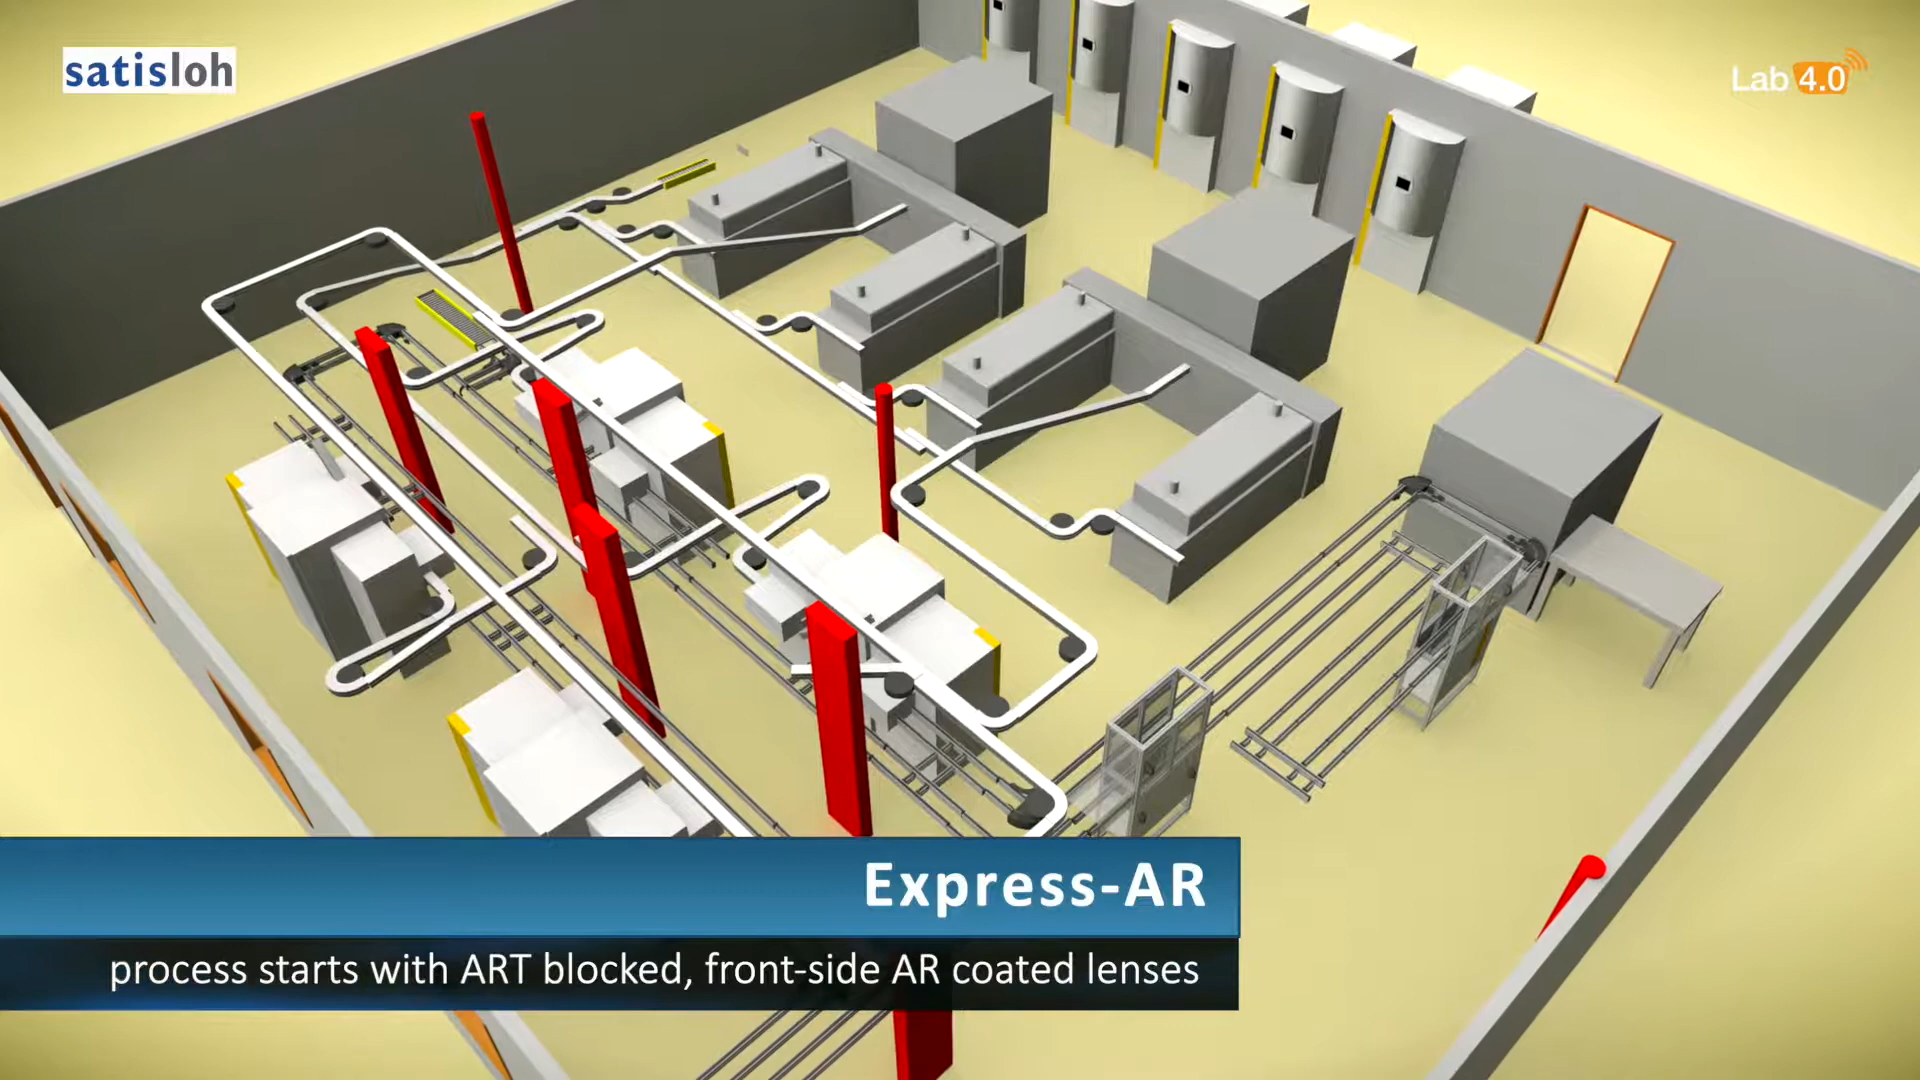 satisloh
Lab 4.0
Express-AR
process starts with ART blocked, front-side AR coated lenses